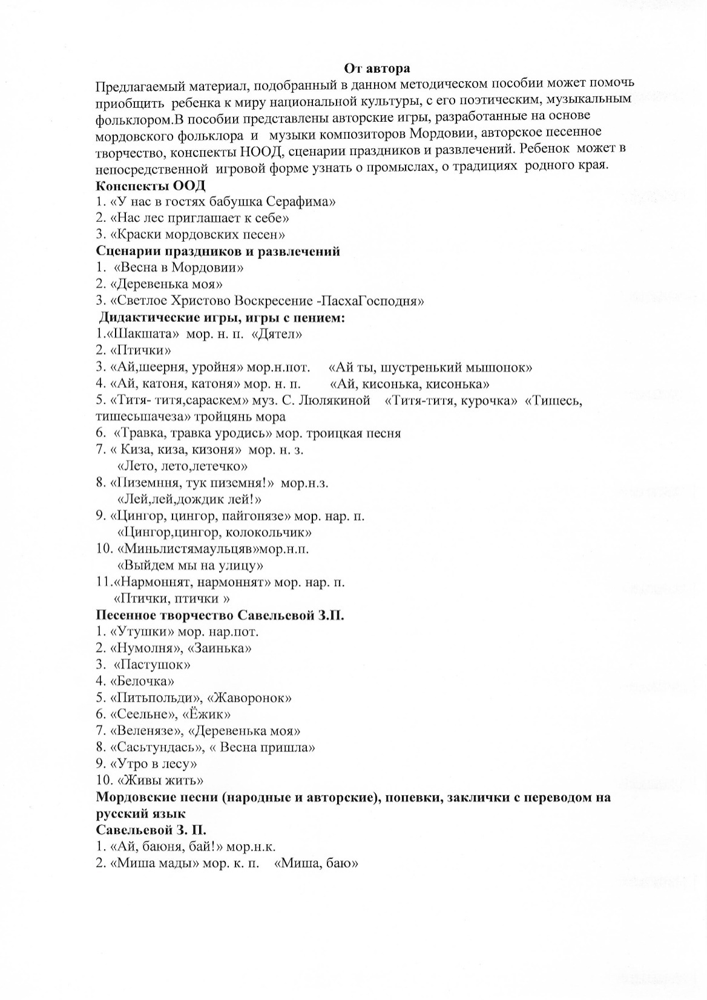 От автора
Предлагаемый материал, подобранный в данном методическом пособии может помочь
приобщить  ребенка к миру национальной культуры, с его поэтическим, музыкальным
фольклором.В пособии представлены авторские игры, разработанные на основе
мордовского фольклора  и   музыки композиторов Мордовии, авторское песенное
творчество, конспекты НООД, сценарии праздников и развлечений. Ребенок  может в
непосредственной  игровой форме узнать о промыслах, о традициях  родного края.
Конспекты ООД
1. «У нас в гостях бабушка Серафима»
2. «Нас лес приглашает к себе»
3. «Краски мордовских песен»
Сценарии праздников и развлечений
1.  «Весна в Мордовии»
2. «Деревенька моя»
3. «Светлое Христово Воскресение -ПасхаГосподня»
Дидактические игры, игры с пением:
1.«Шакшата»  мор. н. п.  «Дятел»
2. «Птички»
3. «Ай,шеерня, уройня» мор.н.пот.     «Ай ты, шустренький мышонок»
4. «Ай, катоня, катоня» мор. н. п.        «Ай, кисонька, кисонька»
5. «Титя- титя,сараскем» муз. С. Люлякиной    «Титя-титя, курочка»  «Тишесь,
тишесьшачеза» тройцянь мора
6.  «Травка, травка уродись» мор. троицкая песня
7. « Киза, киза, кизоня»  мор. н. з.
«Лето, лето,летечко»
8. «Пиземння, тук пиземня!»  мор.н.з.
«Лей,лей,дождик лей!»
9. «Цингор, цингор, пайгонязе» мор. нар. п.
«Цингор,цингор, колокольчик»
10. «Миньлистямаульцяв»мор.н.п.
«Выйдем мы на улицу»
11.«Нармоннят, нармоннят» мор. нар. п.
«Птички, птички »
Песенное творчество Савельевой З.П.
1. «Утушки» мор. нар.пот.
2. «Нумолня», «Заинька»
3.  «Пастушок»
4. «Белочка»
5. «Питьпольди», «Жаворонок»
6. «Сеельне», «Ёжик»
7. «Веленязе», «Деревенька моя»
8. «Сасьтундась», « Весна пришла»
9. «Утро в лесу»
10. «Живы жить»
Мордовские песни (народные и авторские), попевки, заклички с переводом на
русский язык
Савельевой З. П.
1. «Ай, баюня, бай!» мор.н.к.
2. «Миша мады» мор. к. п.    «Миша, баю»